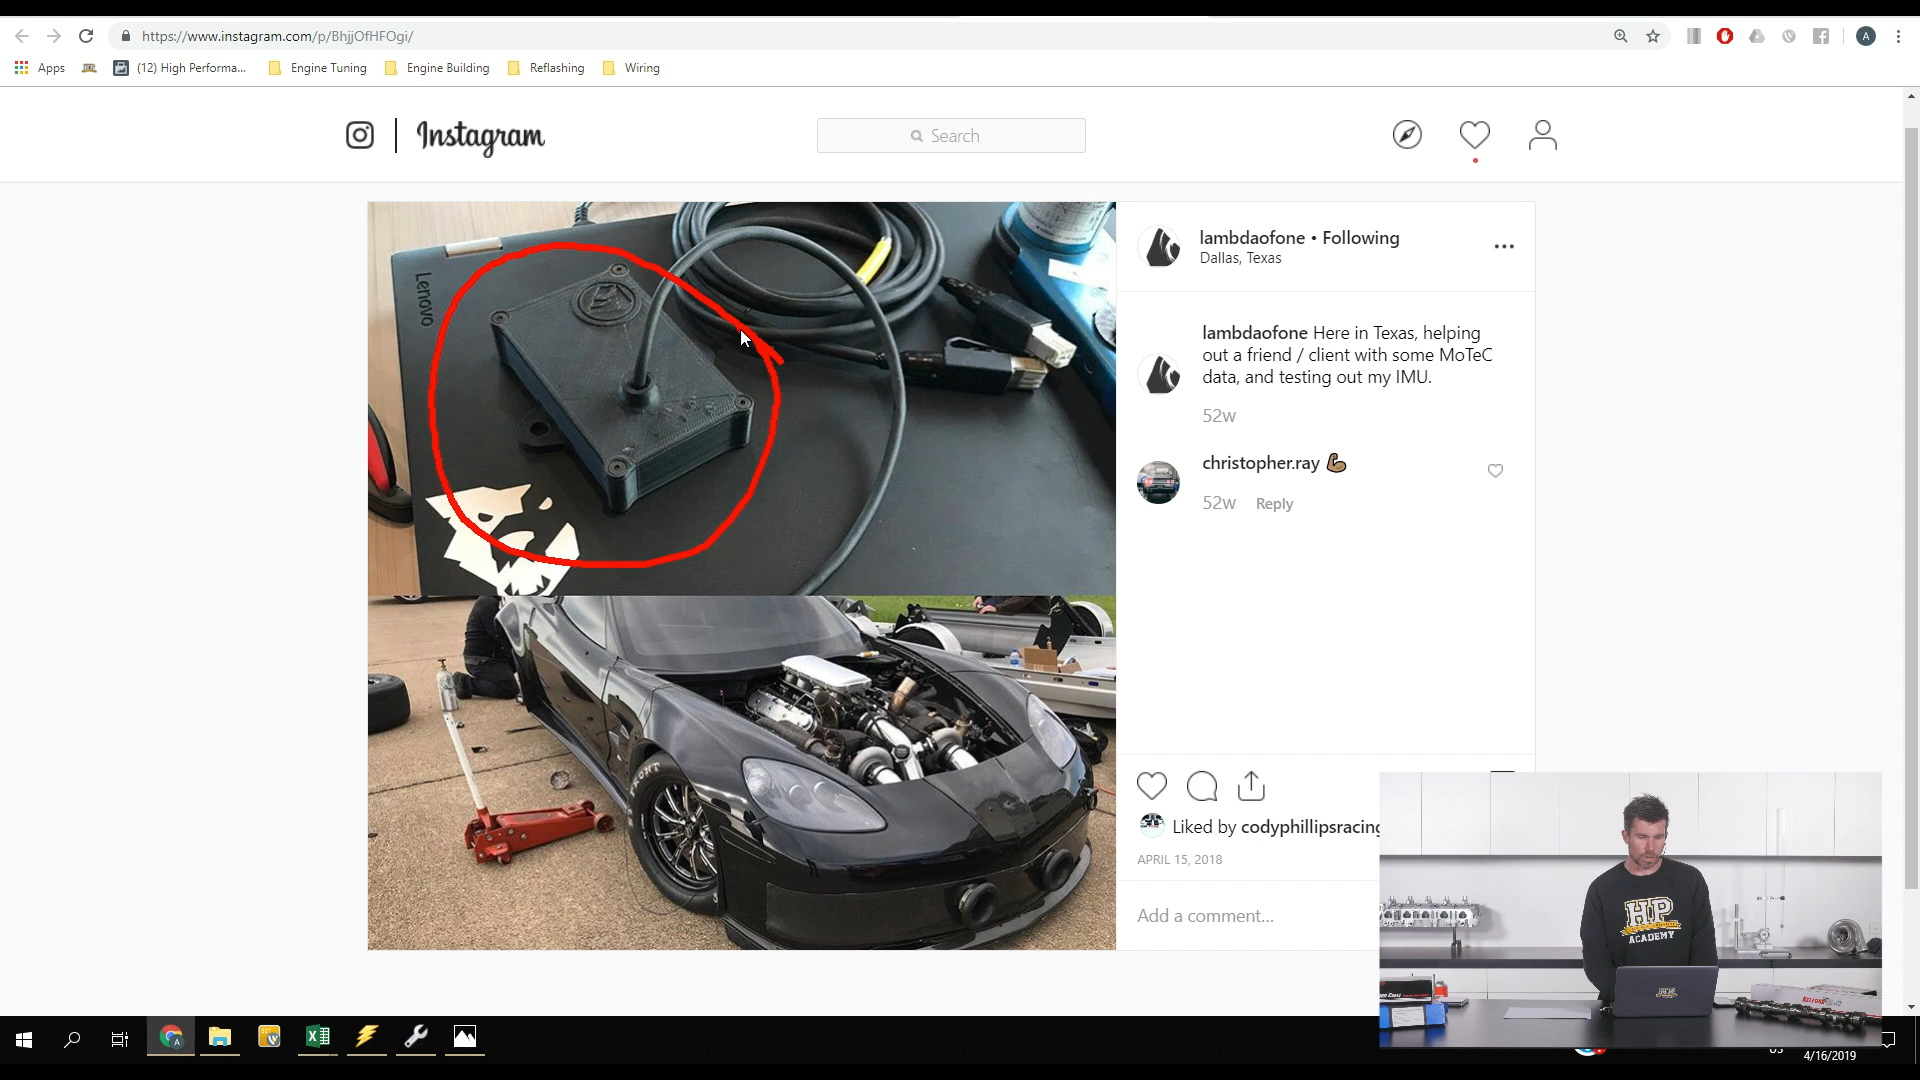 https://www.instagram.com/p/BhjjOfHFOgi/
A
Apps
(12) High Performa...
Engine Tuning
Engine Building
Reflashing
Wiring
Instagram
Search
Lenovo
lambdaofone • Following
Dallas, Texas
lambdaofone Here in Texas, helping
out a friend / client with some MoTeC
data, and testing out my IMU.
52w
christopher.ray 💪🏽
52w Reply
Liked by codyphillipsracing
APRIL 15, 2018
Add a comment...
HP
ACADEMY
4/16/2019